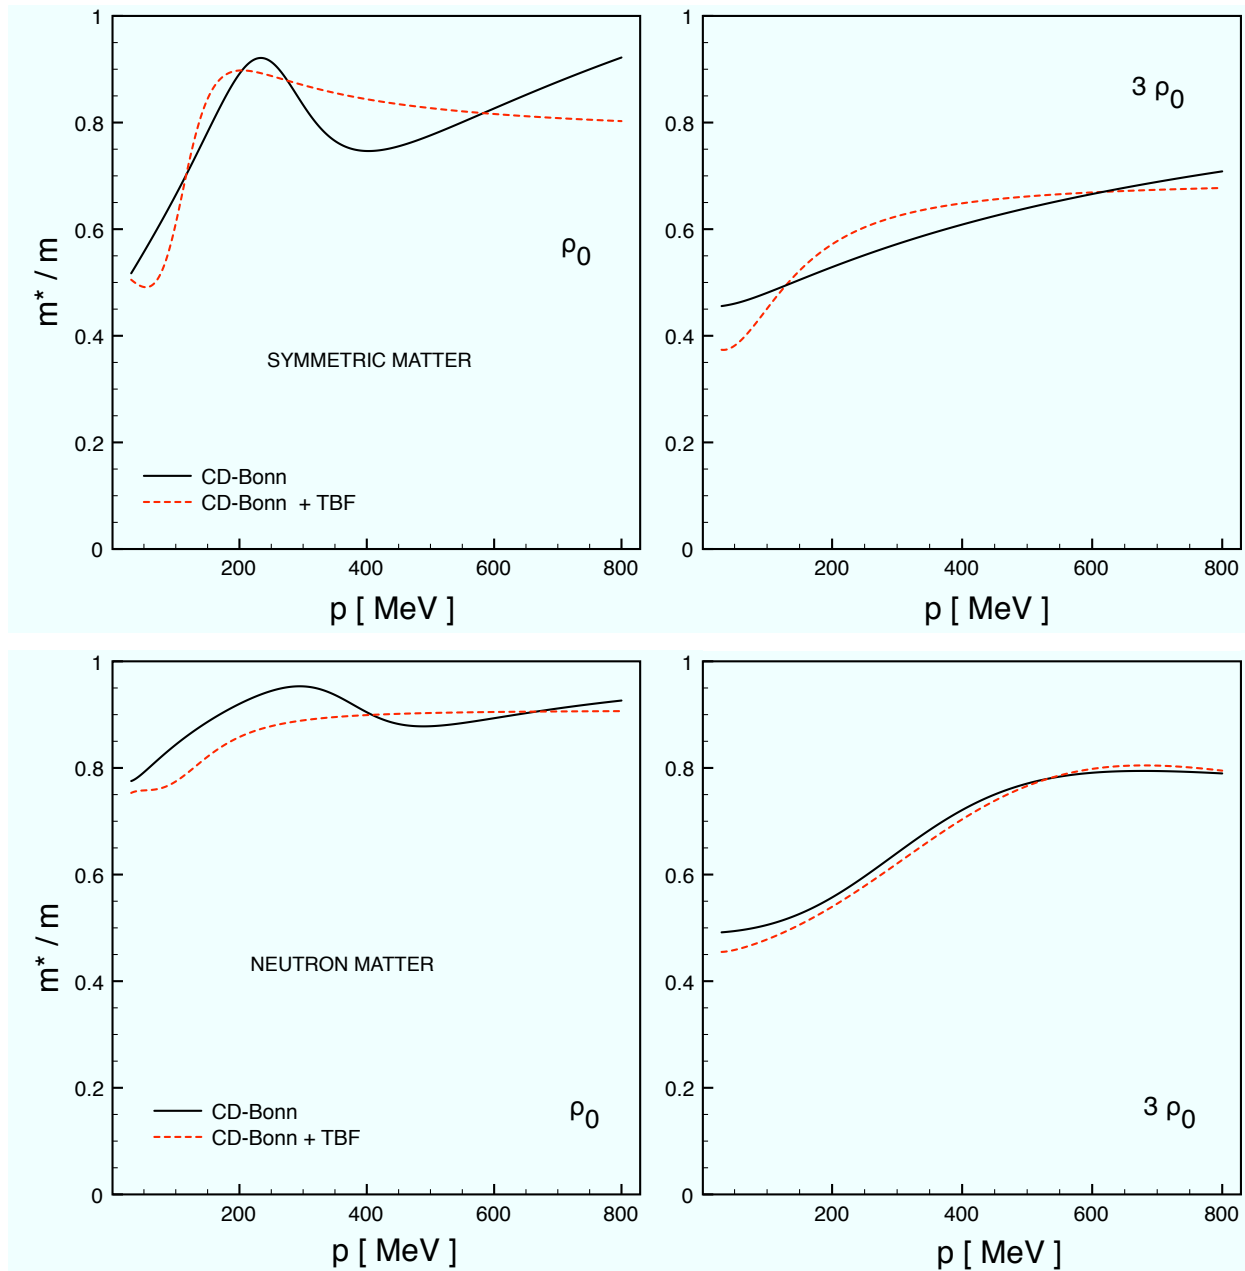 1
0.8
0.6
0.4
0.2
0
m* / m
ρ0
SYMMETRIC MATTER
CD-Bonn
CD-Bonn + TBF
200 400 600 800
p [ MeV ]
1
0.8
0.6
0.4
0.2
0
3 ρ0
200 400 600 800
p [ MeV ]
1
0.8
0.6
0.4
0.2
0
m* / m
NEUTRON MATTER
CD-Bonn
CD-Bonn + TBF
ρ0
200 400 600 800
p [ MeV ]
1
0.8
0.6
0.4
0.2
0
3 ρ0
200 400 600 800
p [ MeV ]